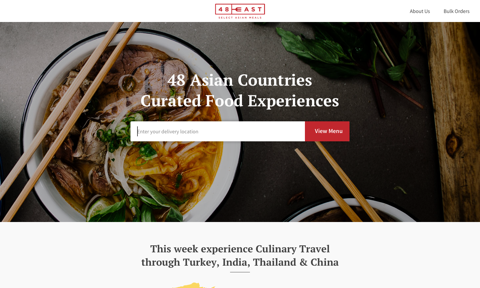 48 EAST
SELECT ASIAN MEALS
About Us
Bulk Orders
48 Asian Countries
Curated Food Experiences
Enter your delivery location
View Menu
This week experience Culinary Travel
through Turkey, India, Thailand & China